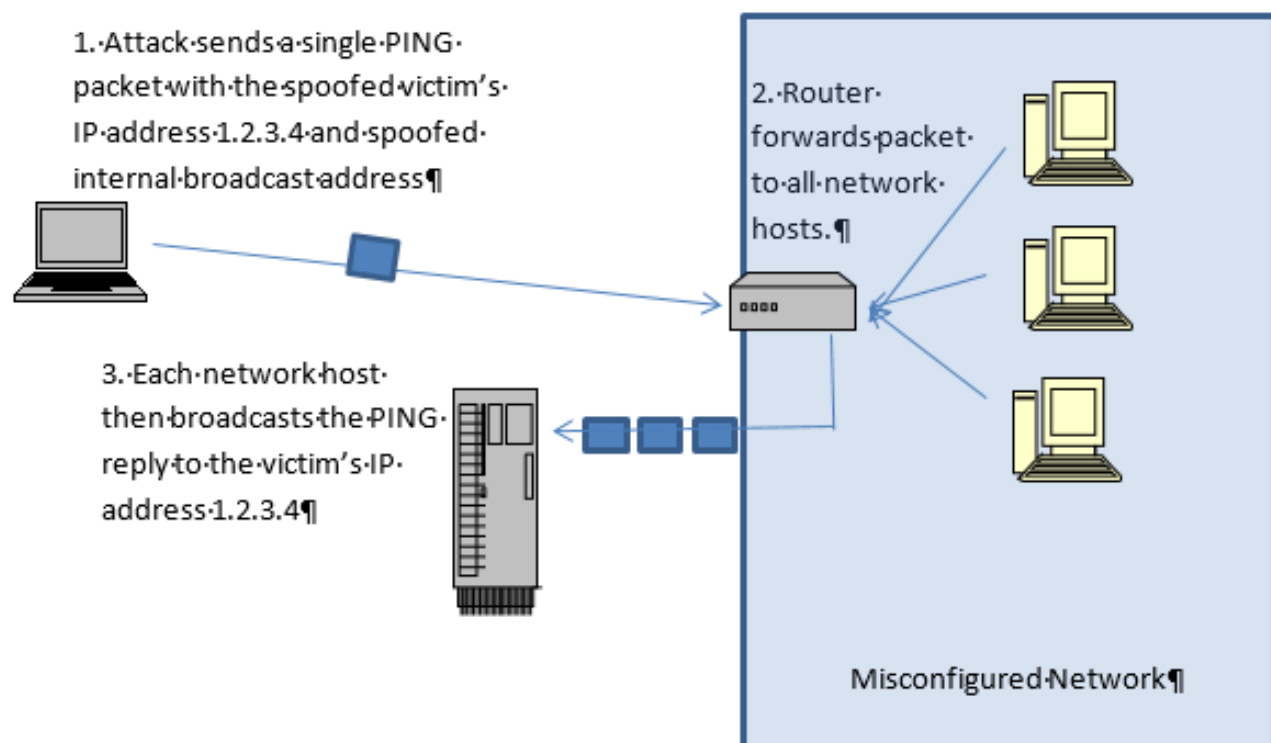 1. Attack sends a single PING
packet with the spoofed victim's
IP address 1.2.3.4 and spoofed
internal broadcast address¶
2. Router
forwards packet
to all network
hosts.¶
3. Each network host
then broadcasts the PING
reply to the victim's IP
address 1.2.3.4¶
Misconfigured Network¶